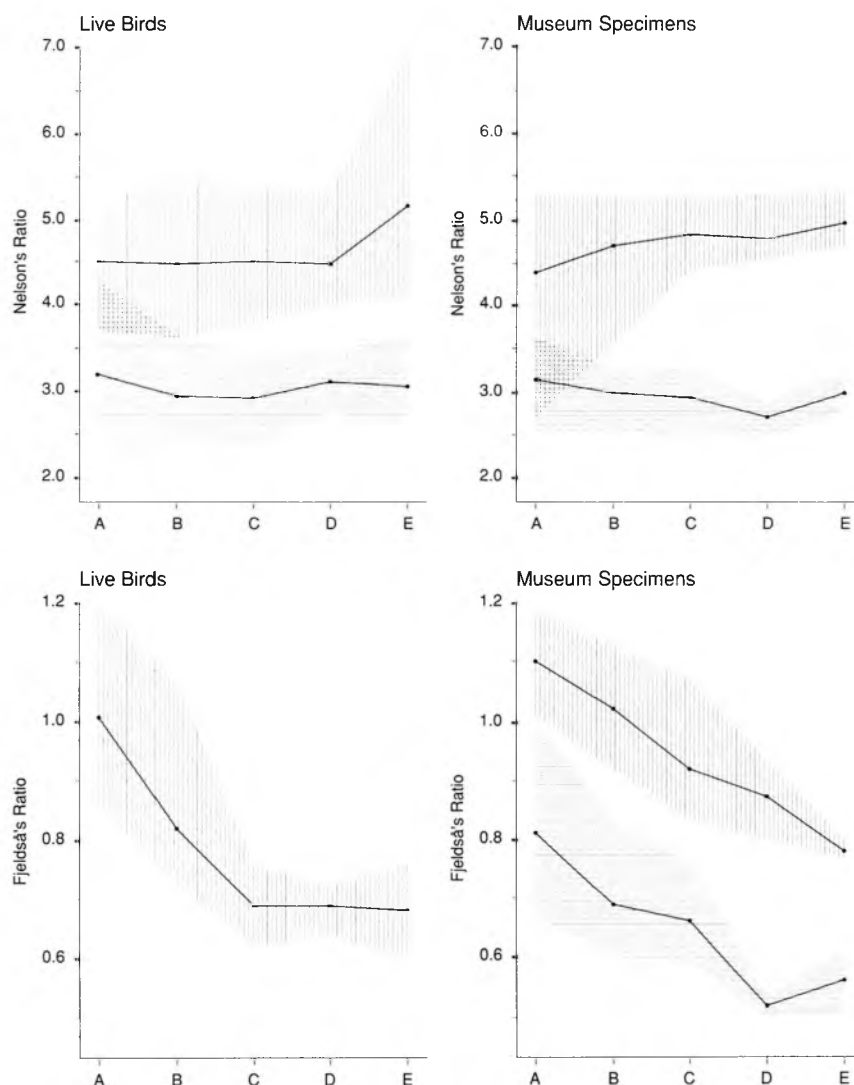 Live Birds
Museum Specimens
7.0
6.0
5.0
4.0
3.0
2.0
Nelson's Ratio
A B C D E
7.0
6.0
5.0
4.0
3.0
2.0
Nelson's Ratio
A B C D E
Live Birds
Museum Specimens
1.2
1.0
0.8
0.6
Fjeldså's Ratio
A B C D E
1.2
1.0
0.8
0.6
Fjeldså's Ratio
A B C D E